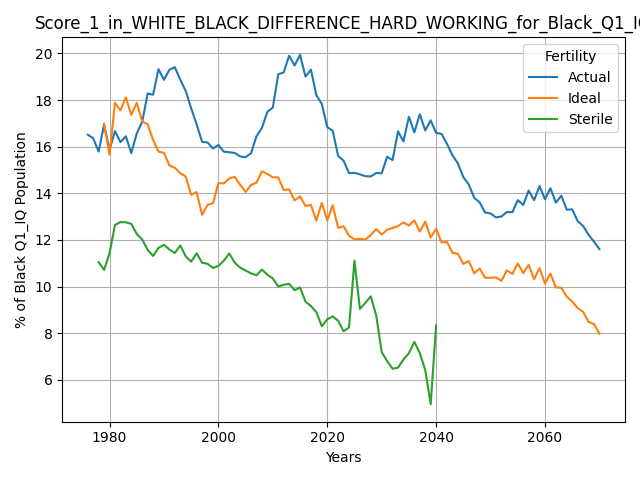 Score_1_in_WHITE_BLACK_DIFFERENCE_HARD_WORKING_for_Black_Q1_IQ
Fertility
Actual
Ideal
Sterile
% of Black Q1_IQ Population
20
18
16
14
12
10
8
6
1980 2000 2020 2040 2060
Years